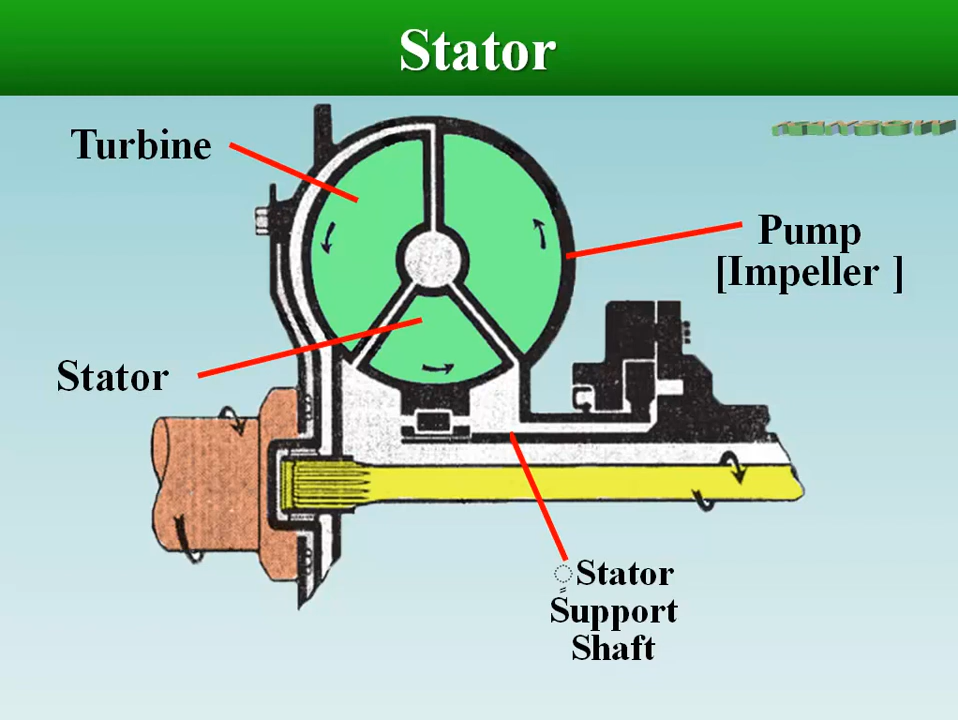 Stator
Turbine
Pump
[Impeller ]
Stator
Stator
Support
Shaft